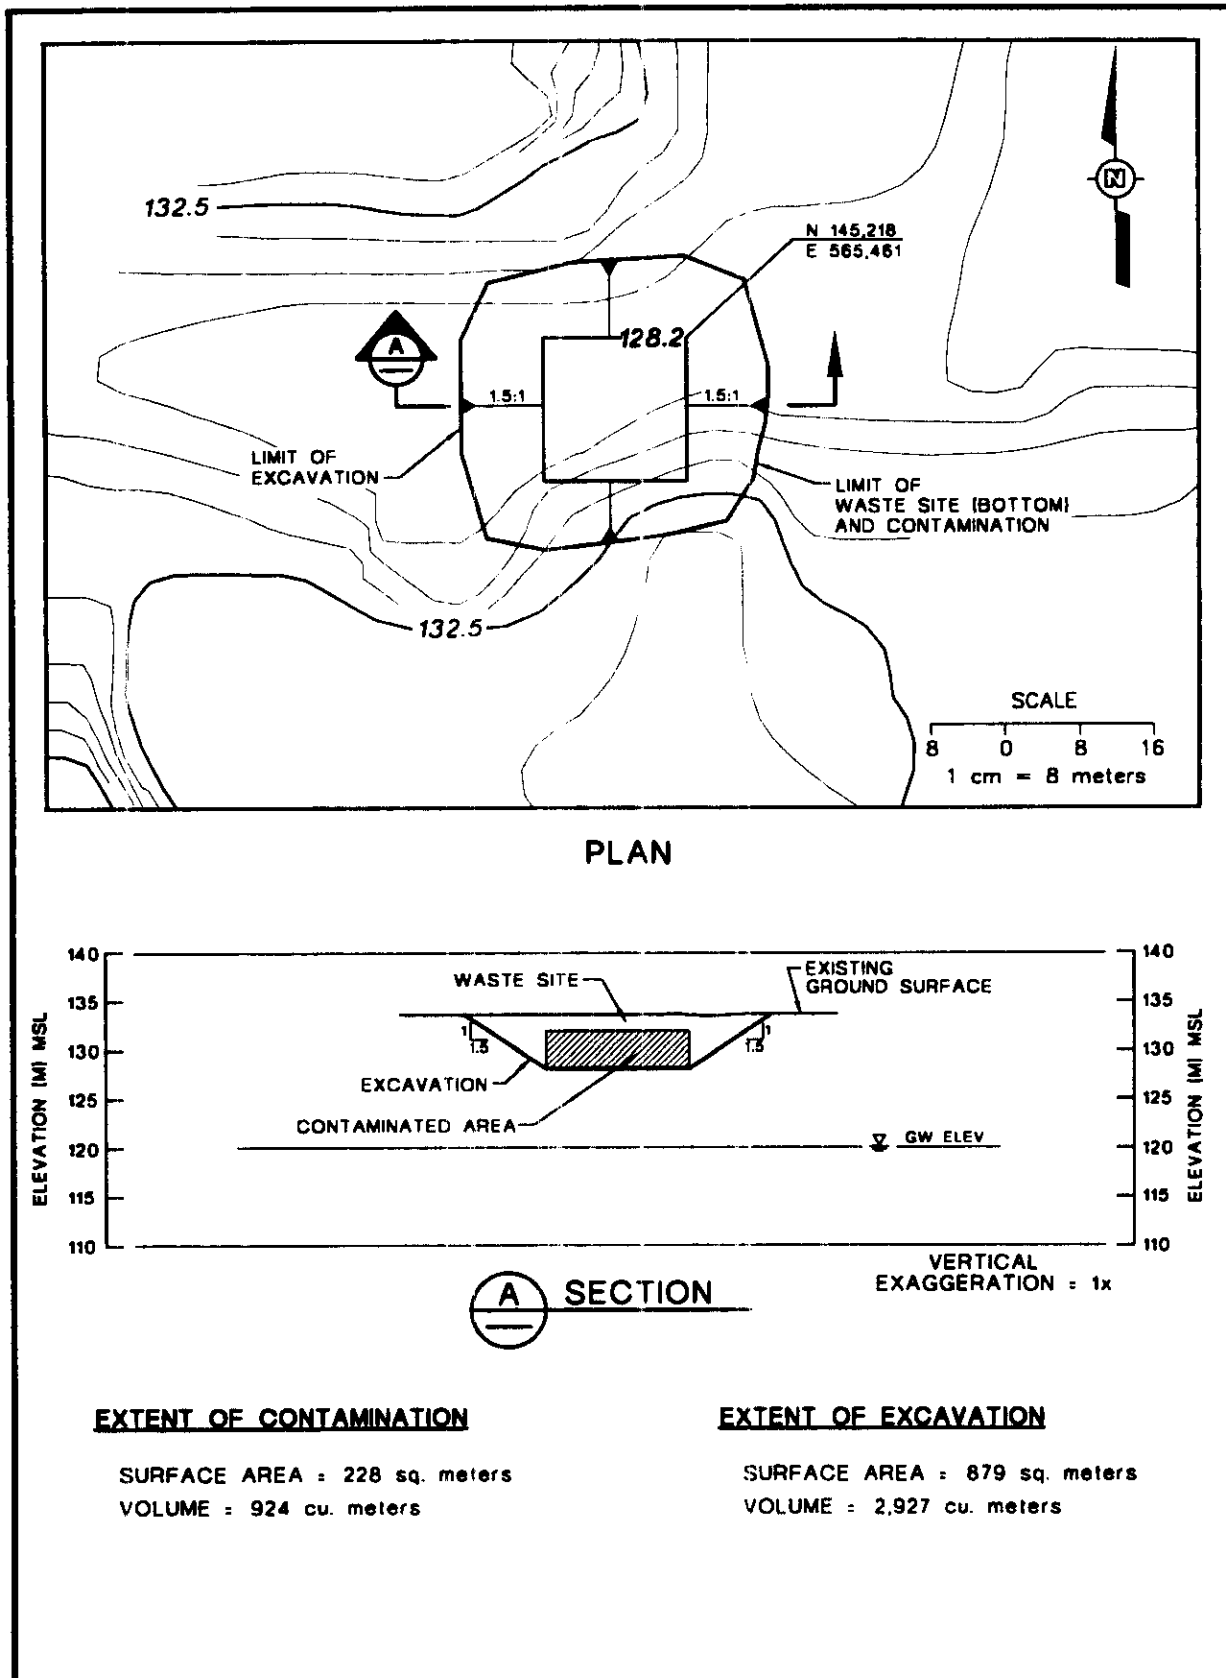 132.5
N
N 145,218
E 565,461
128.2
A
1.5:1
1.5:1
LIMIT OF
EXCAVATION
LIMIT OF
WASTE SITE (BOTTOM)
AND CONTAMINATION
132.5
SCALE
8 0 8 16
1 cm = 8 meters
PLAN
140
135
130
125
120
115
110
ELEVATION (M) MSL
WASTE SITE
EXISTING
GROUND SURFACE
1
1.5
1
1.5
EXCAVATION
CONTAMINATED AREA
GW ELEV
140
135
130
125
120
115
110
ELEVATION (M) MSL
VERTICAL
EXAGGERATION = 1x
A SECTION
EXTENT OF CONTAMINATION
SURFACE AREA = 228 sq. meters
VOLUME = 924 cu. meters
EXTENT OF EXCAVATION
SURFACE AREA = 879 sq. meters
VOLUME = 2,927 cu. meters